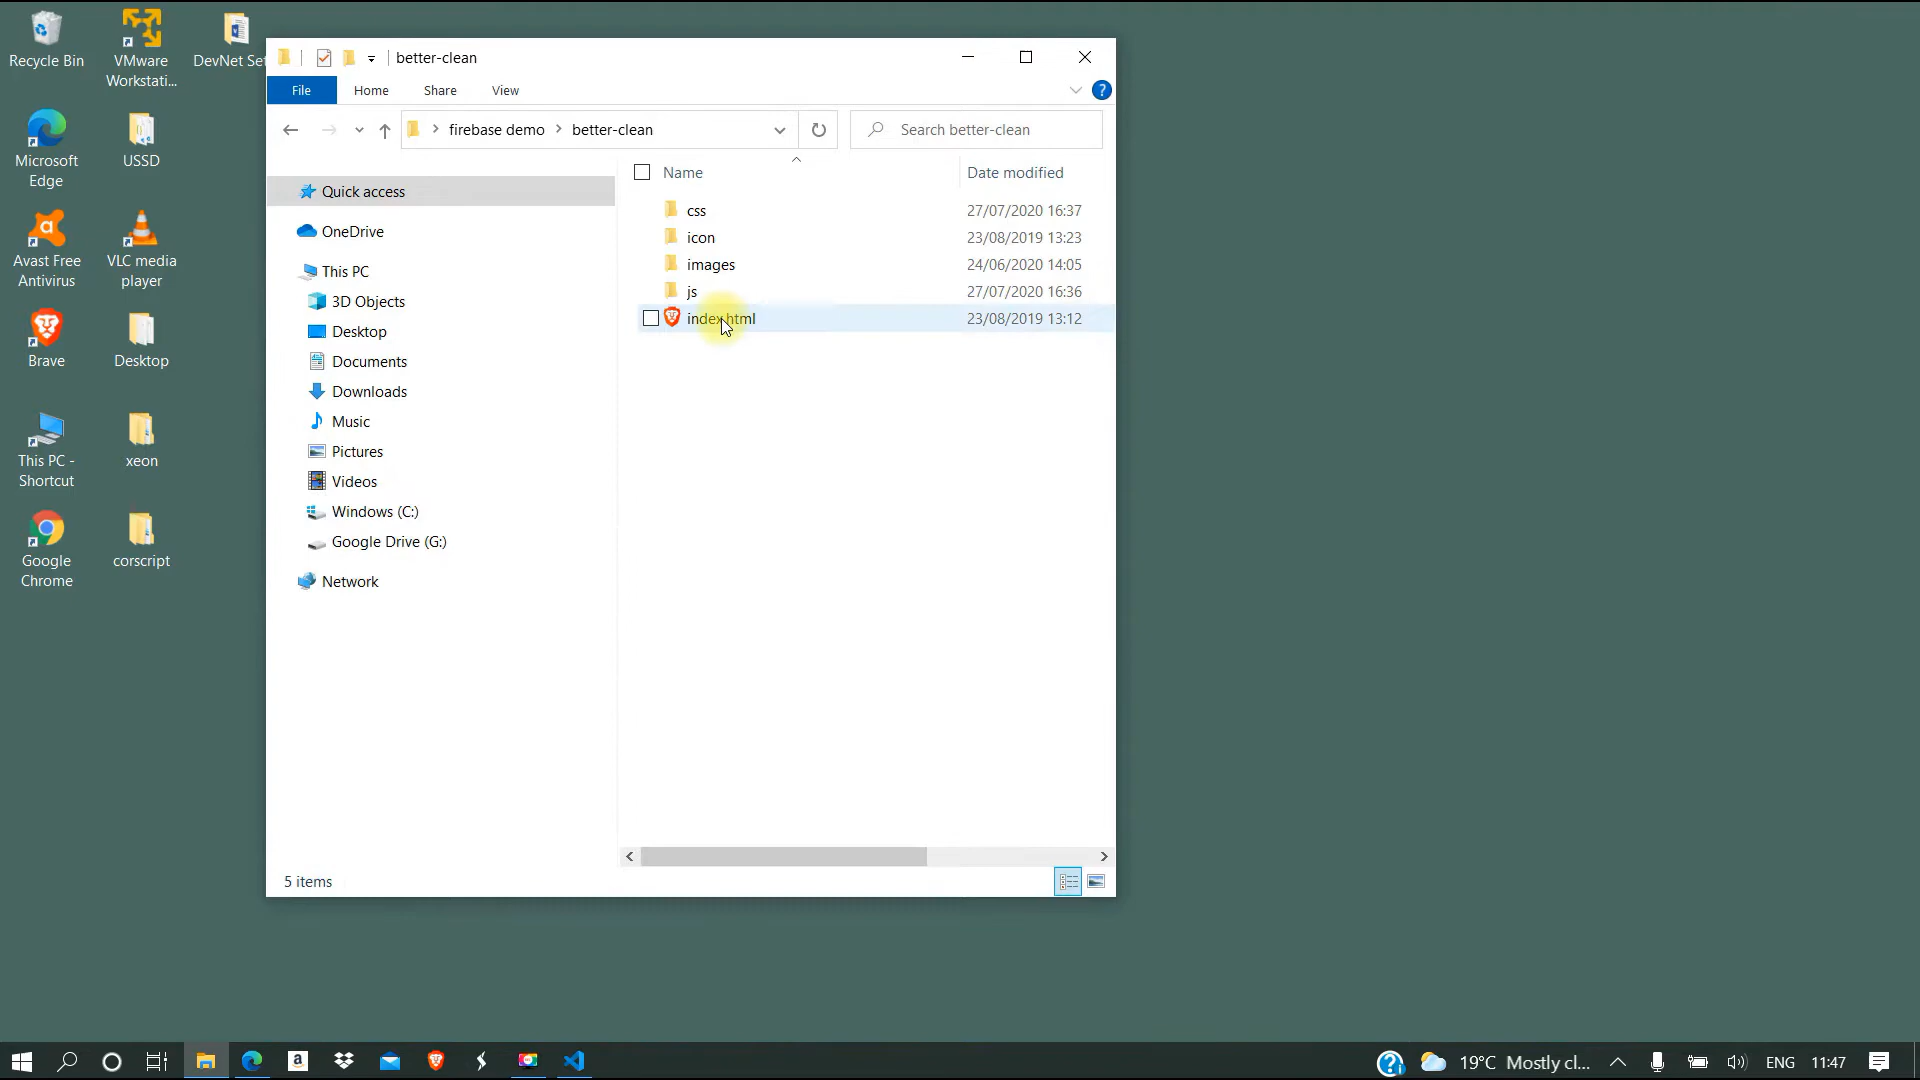 Recycle Bin
VMware
Workstati...
DevNet Set
Microsoft
Edge
USSD
Avast Free
Antivirus
VLC media
player
Brave
Desktop
This PC -
Shortcut
xeon
Google
Chrome
corscript
better-clean
File
Home
Share
View
?
firebase demo
better-clean
Search better-clean
Name
Date modified
Quick access
OneDrive
This PC
3D Objects
Desktop
Documents
Downloads
Music
Pictures
Videos
Windows (C:)
Google Drive (G:)
Network
css
27/07/2020 16:37
icon
23/08/2019 13:23
images
24/06/2020 14:05
js
27/07/2020 16:36
index.html
23/08/2019 13:12
5 items
19°C Mostly cl...
ENG
11:47